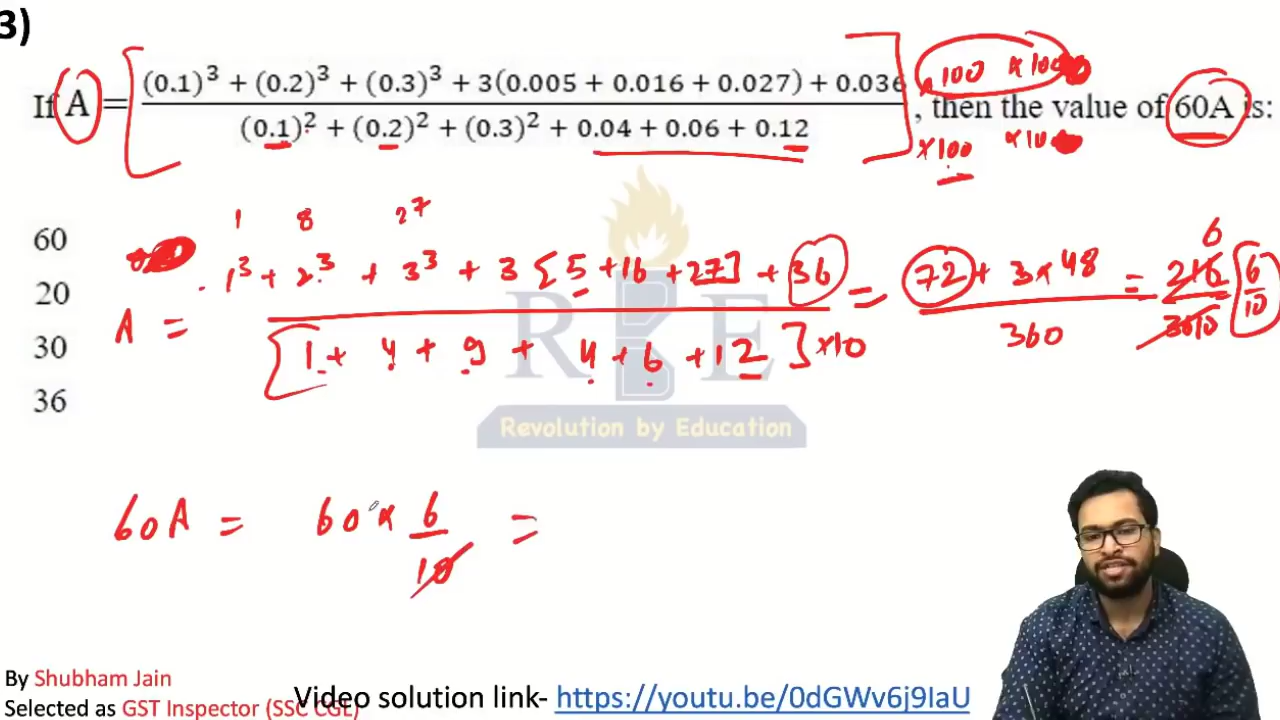 3)
If A = [ (0.1)³ + (0.2)³ + (0.3)³ + 3(0.005 + 0.016 + 0.027) + 0.036 / (0.1)² + (0.2)² + (0.3)² + 0.04 + 0.06 + 0.12 ], then the value of 60A is:
×100 ×100
×100 ×10
1 8 27
A = 1³ + 2³ + 3³ + 3[5 + 16 + 27] + 36 / [1 + 4 + 9 + 4 + 6 + 12] × 10 = 72 + 3 × 48 / 360 = 216 / 3610 6 6/10
60
20
30
36
RBE
Revolution by Education
60A = 60 × 6/10 =
By Shubham Jain
Selected as GST Inspector (SSC CGL)
Video solution link- https://youtu.be/0dGWv6j9IaU